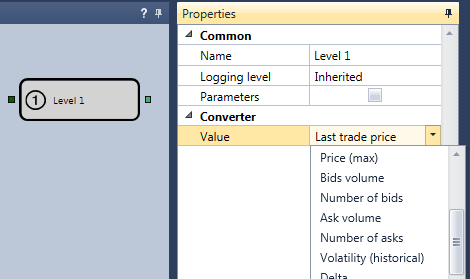 ?
Properties
Common
Name Level 1
Logging level Inherited
Parameters
Converter
Value Last trade price
1 Level 1
Price (max)
Bids volume
Number of bids
Ask volume
Number of asks
Volatility (historical)
Delta